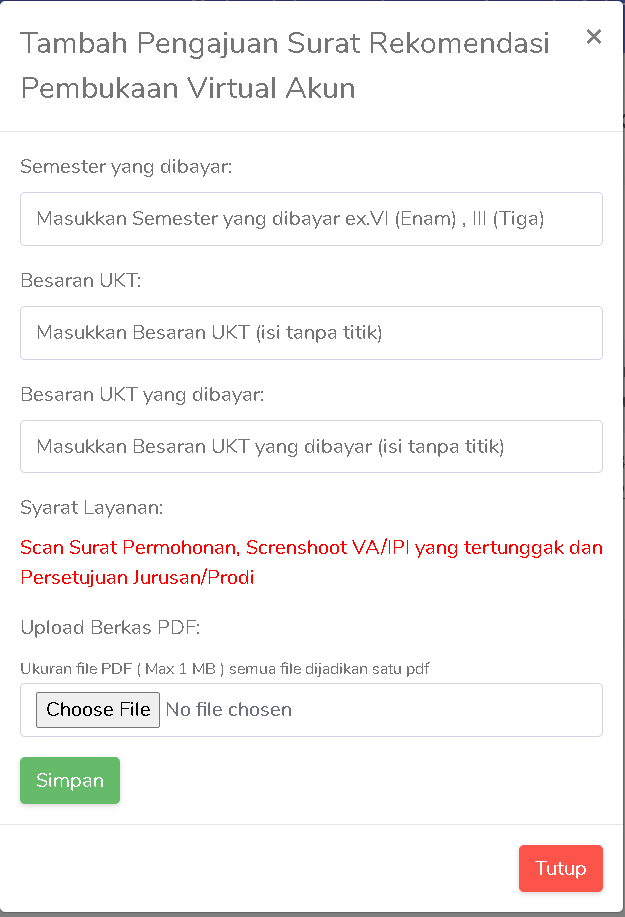 Tambah Pengajuan Surat Rekomendasi
Pembukaan Virtual Akun
×
Semester yang dibayar:
Masukkan Semester yang dibayar ex.VI (Enam) , III (Tiga)
Besaran UKT:
Masukkan Besaran UKT (isi tanpa titik)
Besaran UKT yang dibayar:
Masukkan Besaran UKT yang dibayar (isi tanpa titik)
Syarat Layanan:
Scan Surat Permohonan, Screnshoot VA/IPI yang tertunggak dan
Persetujuan Jurusan/Prodi
Upload Berkas PDF:
Ukuran file PDF ( Max 1 MB ) semua file dijadikan satu pdf
Choose File No file chosen
Simpan
Tutup